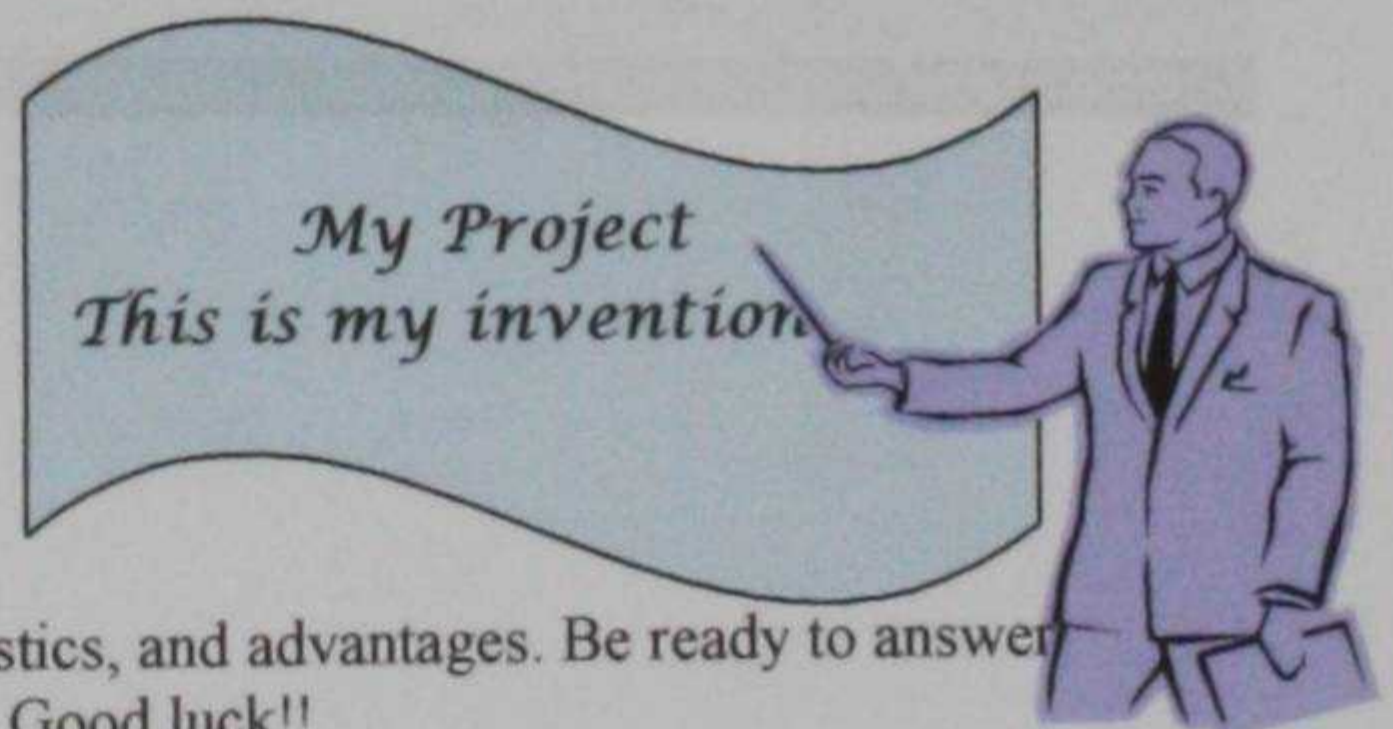 My Project
This is my invention
stics, and advantages. Be ready to answer
Good luck!!